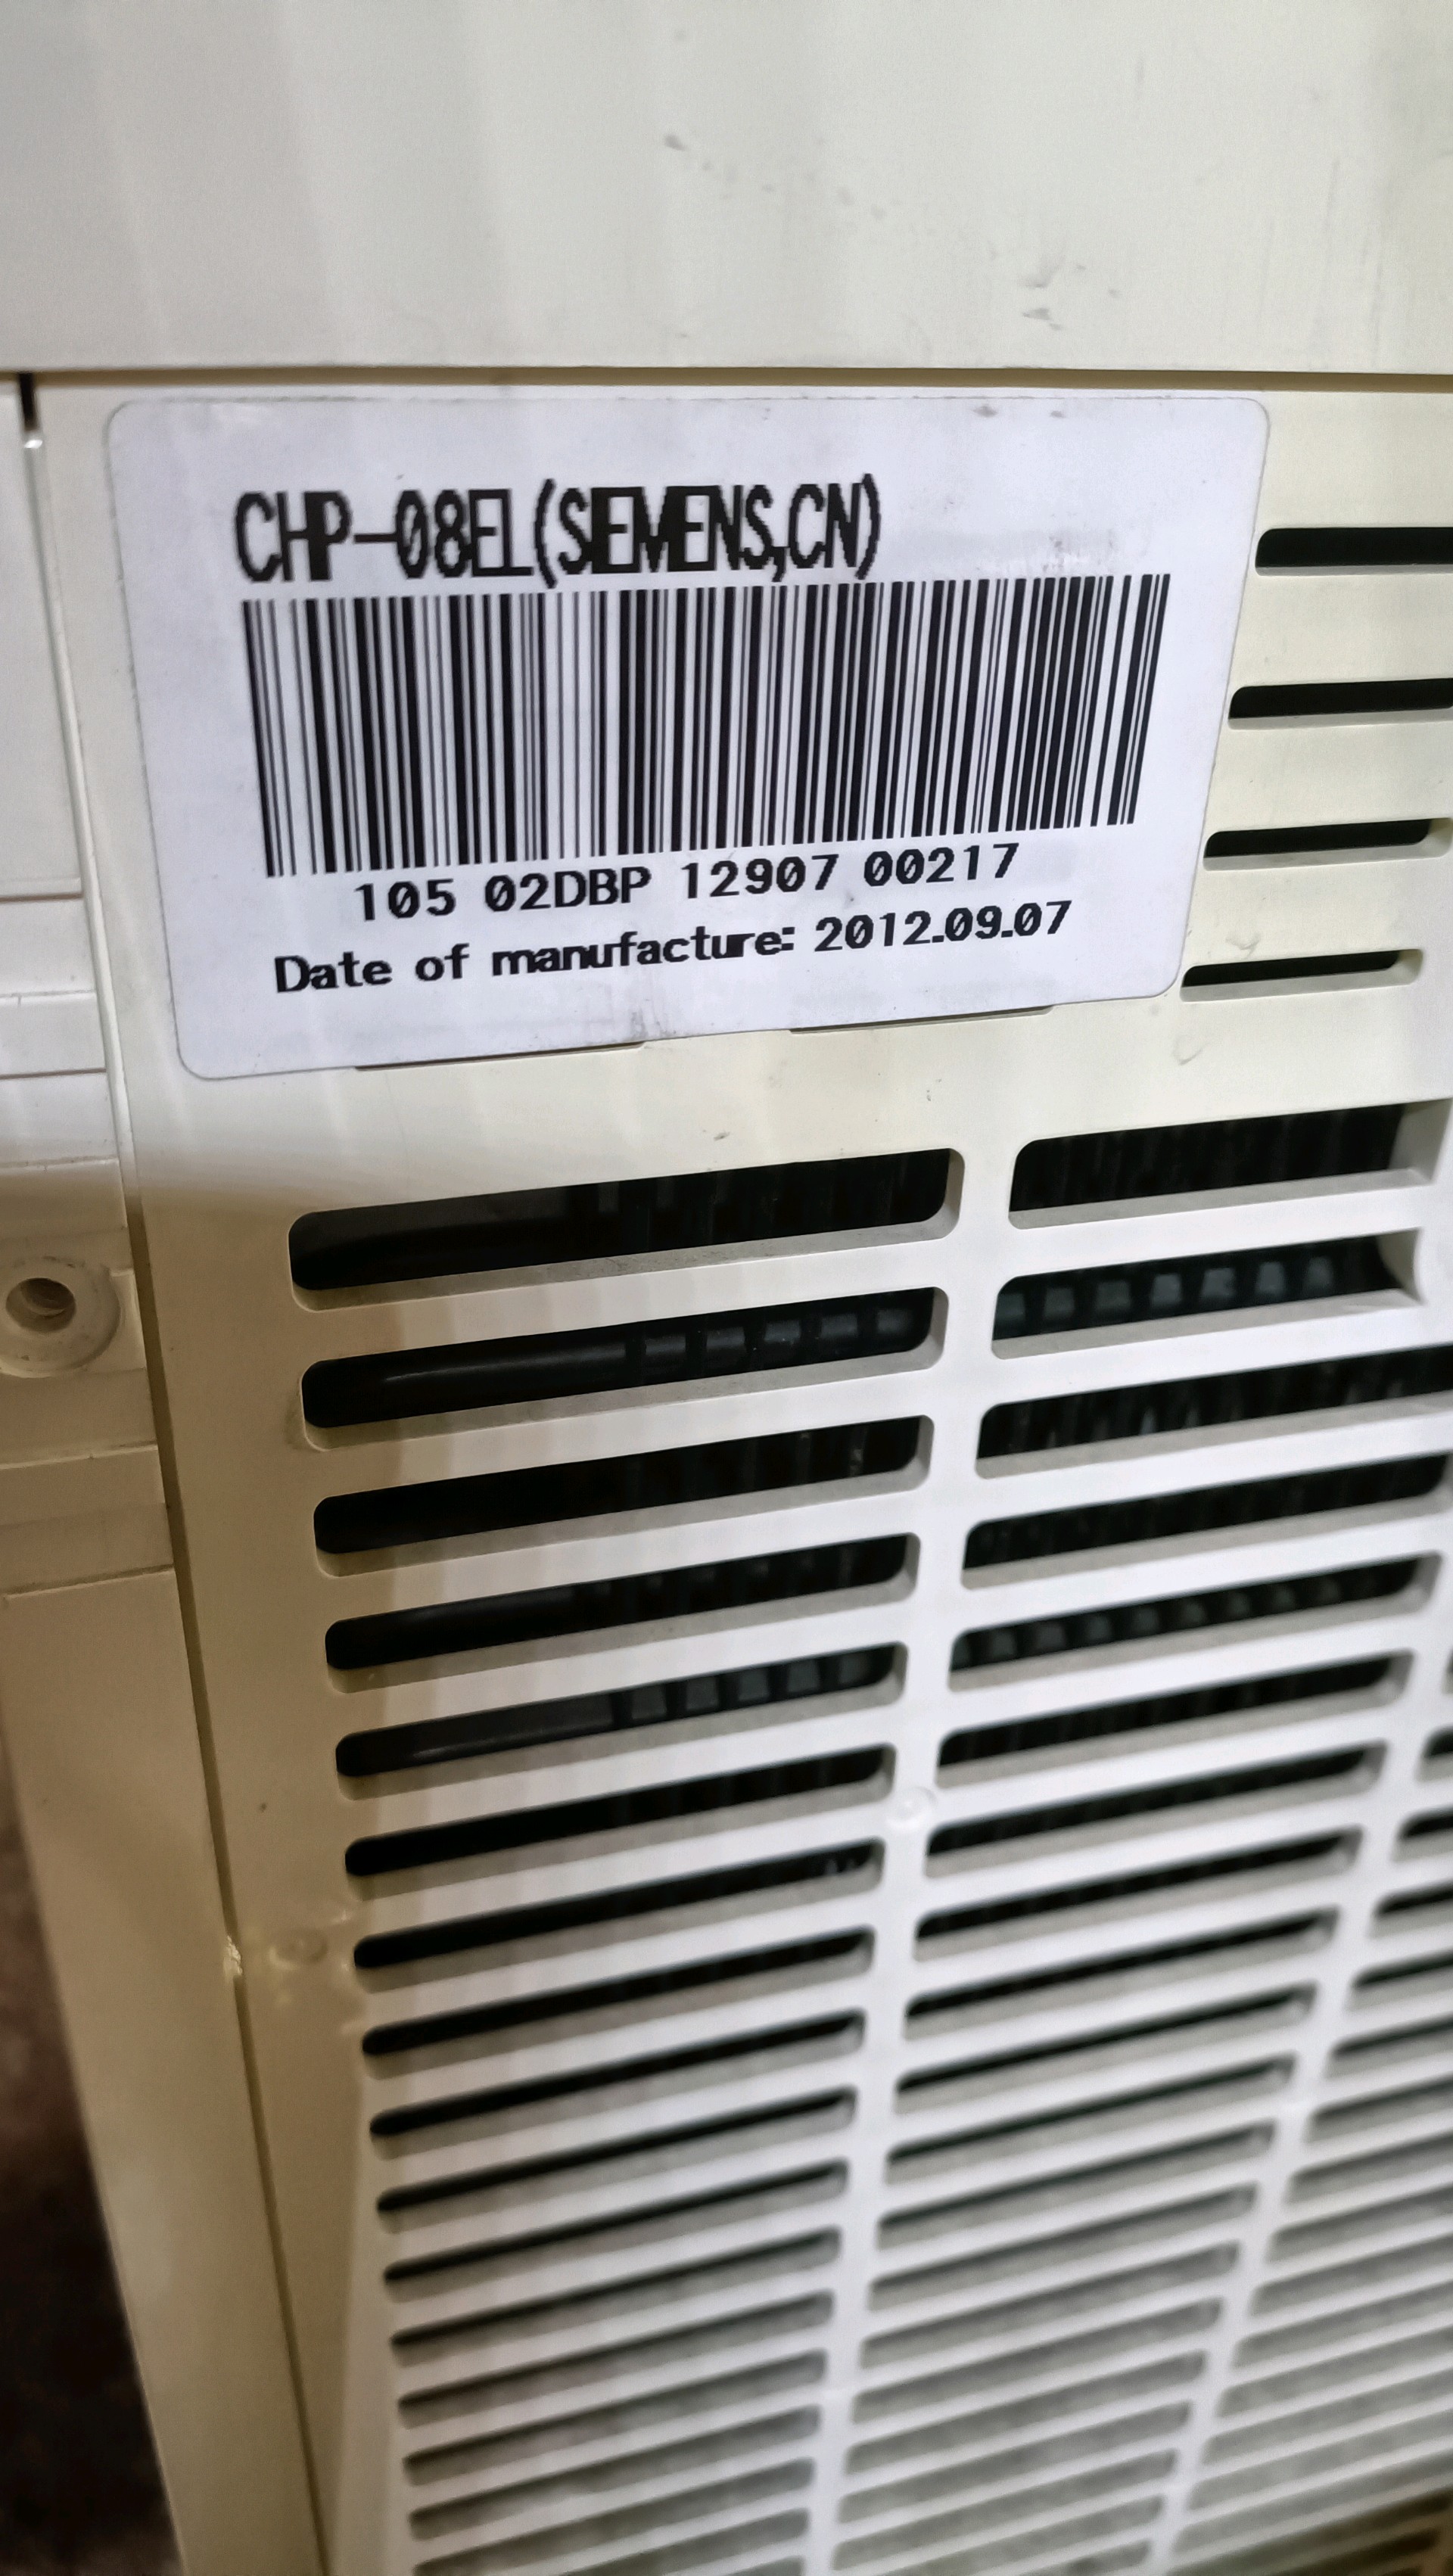 CHP-08EL(SIEMENS,CN)
105 02DBP 12907 00217
Date of manufacture: 2012.09.07